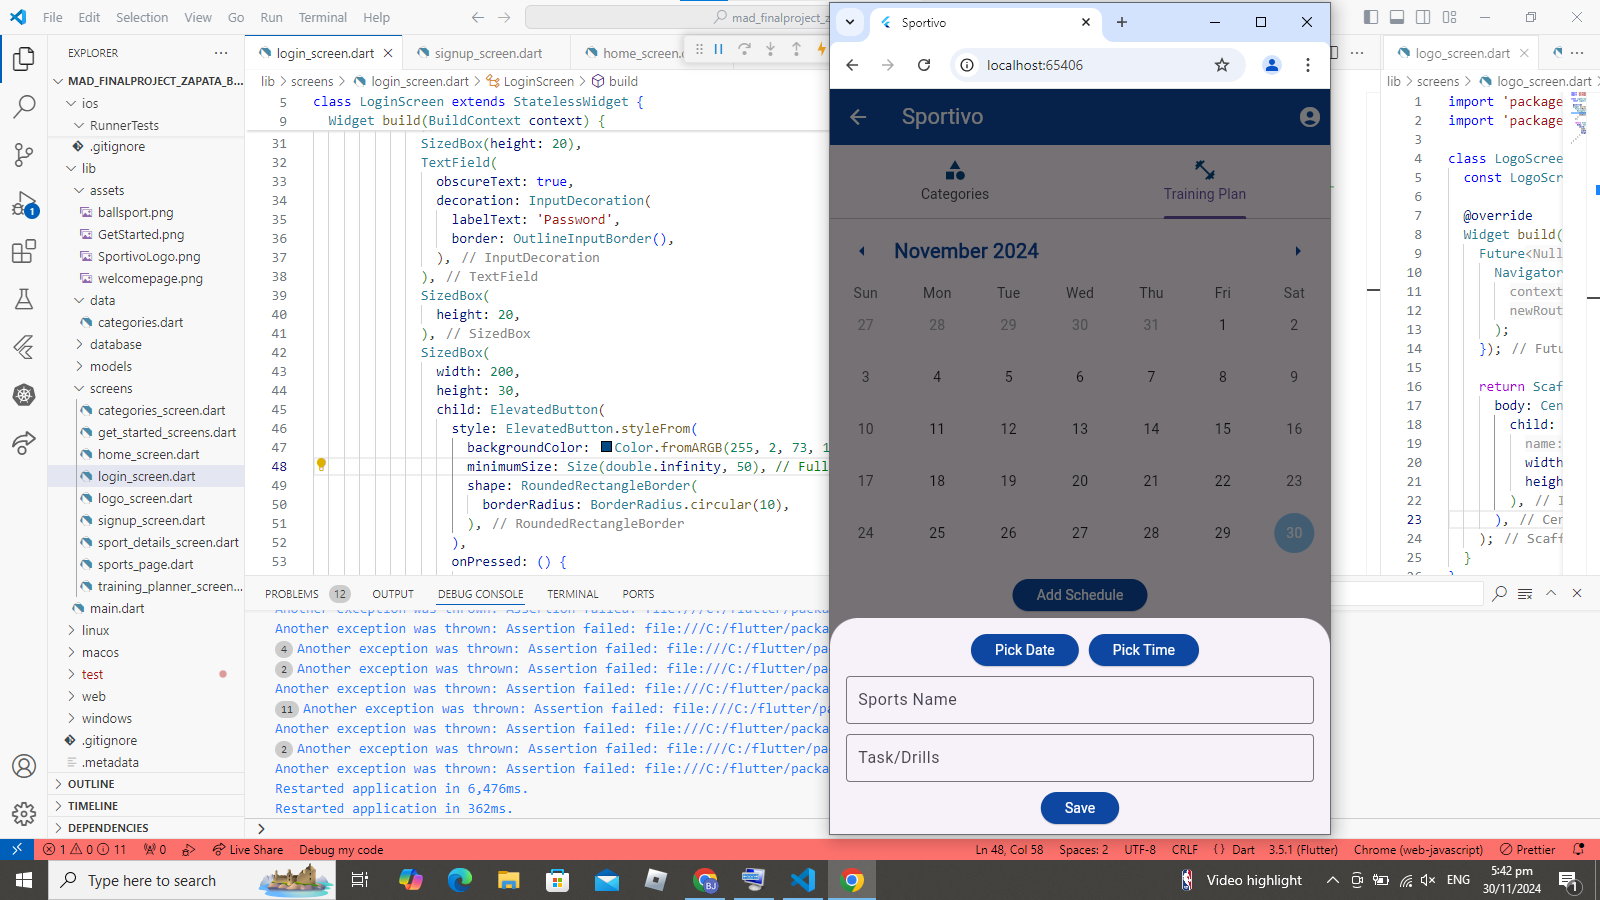 File Edit Selection View Go Run Terminal Help
mad_finalproject_z
EXPLORER
MAD_FINALPROJECT_ZAPATA_B...
ios
RunnerTests
.gitignore
lib
assets
ballsport.png
GetStarted.png
SportivoLogo.png
welcomepage.png
data
categories.dart
database
models
screens
categories_screen.dart
get_started_screens.dart
home_screen.dart
login_screen.dart
logo_screen.dart
signup_screen.dart
sport_details_screen.dart
sports_page.dart
training_planner_screen...
main.dart
linux
macos
test
web
windows
.gitignore
.metadata
OUTLINE
TIMELINE
DEPENDENCIES
1
login_screen.dart signup_screen.dart home_screen.
lib > screens > login_screen.dart > LoginScreen > build
5 class LoginScreen extends StatelessWidget {
9 Widget build(BuildContext context) {
31 SizedBox(height: 20),
32 TextField(
33 obscureText: true,
34 decoration: InputDecoration(
35 labelText: 'Password',
36 border: OutlineInputBorder(),
37 ), // InputDecoration
38 ), // TextField
39 SizedBox(
40 height: 20,
41 ), // SizedBox
42 SizedBox(
43 width: 200,
44 height: 30,
45 child: ElevatedButton(
46 style: ElevatedButton.styleFrom(
47 backgroundColor: Color.fromARGB(255, 2, 73, 1
48 minimumSize: Size(double.infinity, 50), // Full
49 shape: RoundedRectangleBorder(
50 borderRadius: BorderRadius.circular(10),
51 ), // RoundedRectangleBorder
52 ),
53 onPressed: () {
PROBLEMS 12 OUTPUT DEBUG CONSOLE TERMINAL PORTS
Another exception was thrown: Assertion failed: file:///C:/flutter/packa
Another exception was thrown: Assertion failed: file:///C:/flutter/packa
4 Another exception was thrown: Assertion failed: file:///C:/flutter/pack
2 Another exception was thrown: Assertion failed: file:///C:/flutter/pack
Another exception was thrown: Assertion failed: file:///C:/flutter/packa
11 Another exception was thrown: Assertion failed: file:///C:/flutter/pa
Another exception was thrown: Assertion failed: file:///C:/flutter/packa
2 Another exception was thrown: Assertion failed: file:///C:/flutter/pack
Another exception was thrown: Assertion failed: file:///C:/flutter/packa
Restarted application in 6,476ms.
Restarted application in 362ms.
Sportivo
localhost:65406
Sportivo
Categories Training Plan
November 2024
Sun Mon Tue Wed Thu Fri Sat
27 28 29 30 31 1 2
3 4 5 6 7 8 9
10 11 12 13 14 15 16
17 18 19 20 21 22 23
24 25 26 27 28 29 30
Add Schedule
Pick Date Pick Time
Sports Name
Task/Drills
Save
logo_screen.dart
lib > screens > logo_screen.dart
1 import 'package
2 import 'package
3
4 class LogoScree
5 const LogoScr
6
7 @override
8 Widget build(
9 Future<Null
10 Navigator
11 context
12 newRout
13 );
14 }); // Futu
15
16 return Scaf
17 body: Cen
18 child:
19 name:
20 width
21 heigh
22 ), // I
23 ), // Cer
24 ); // Scaff
25 }
1 0 11 0 Live Share Debug my code Ln 48, Col 58 Spaces: 2 UTF-8 CRLF {} Dart 3.5.1 (Flutter) Chrome (web-javascript) Prettier
Type here to search
BJ
Video highlight
ENG
5:42 pm
30/11/2024
1